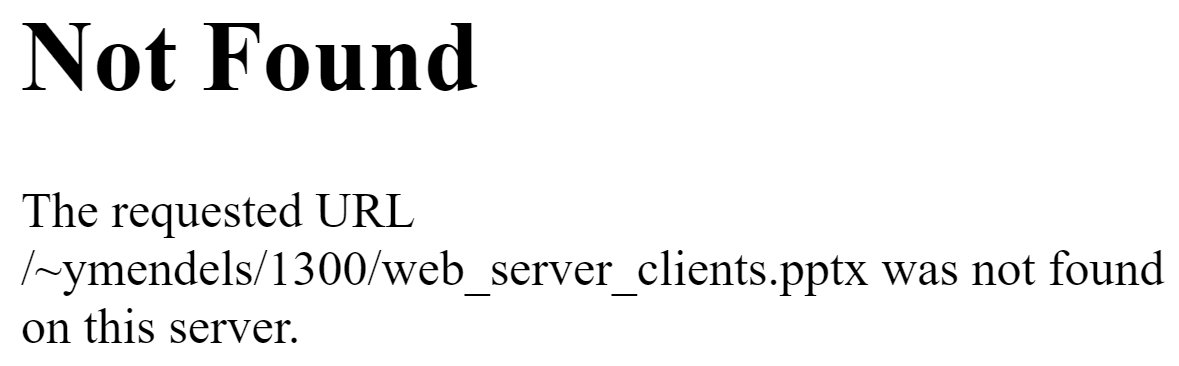 Not Found
The requested URL
/~ymendels/1300/web_server_clients.pptx was not found
on this server.